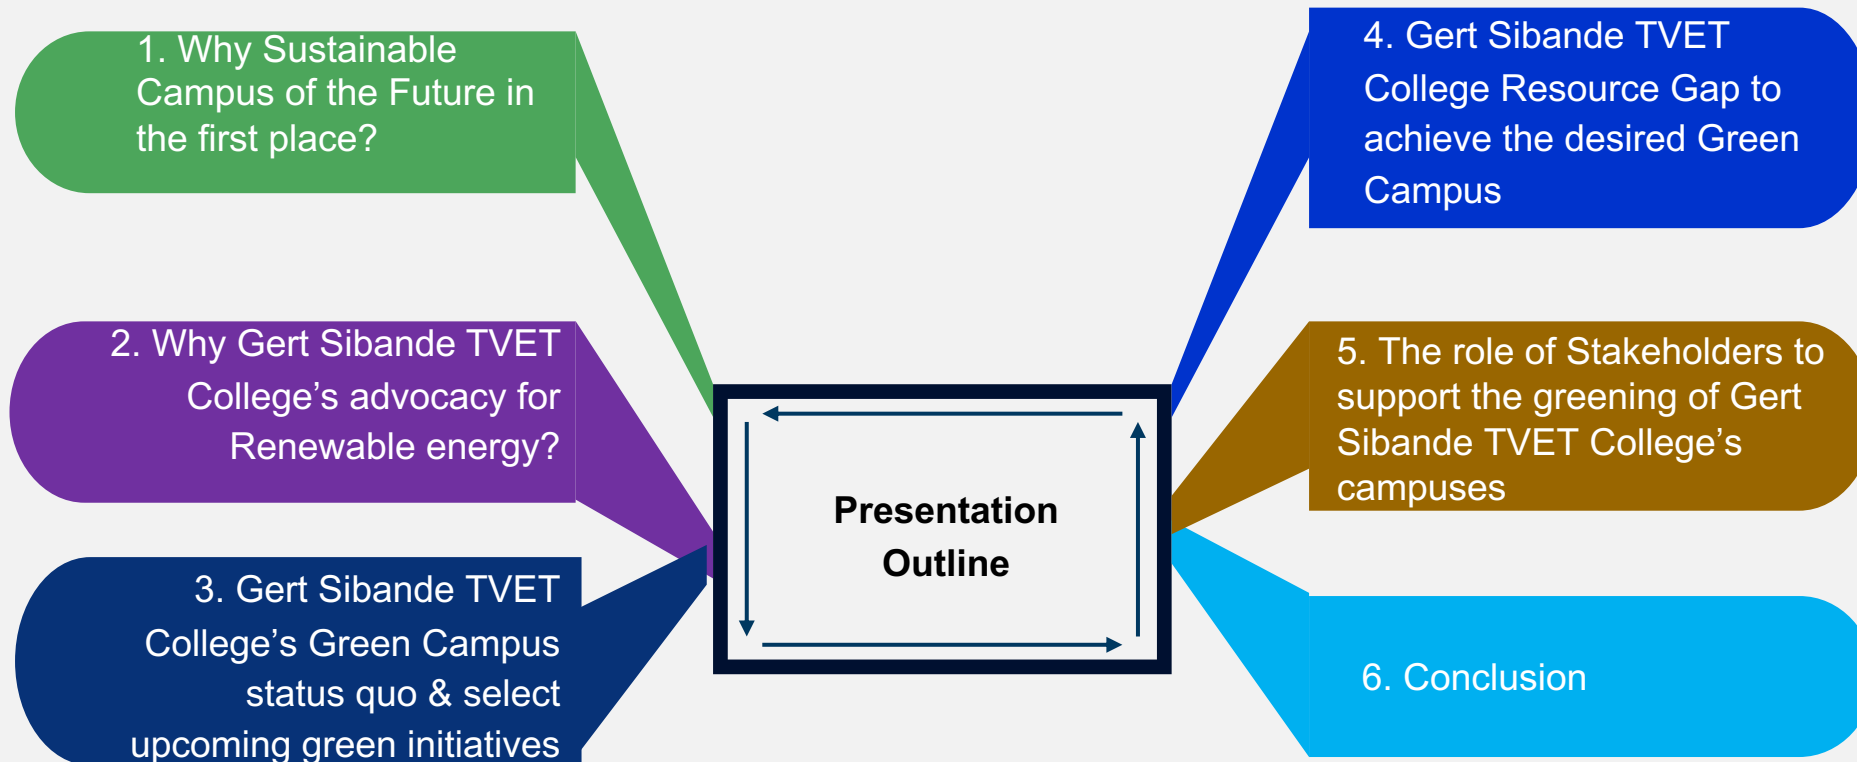 1. Why Sustainable
Campus of the Future in
the first place?
2. Why Gert Sibande TVET
College’s advocacy for
Renewable energy?
3. Gert Sibande TVET
College’s Green Campus
status quo & select
upcoming green initiatives
Presentation
Outline
4. Gert Sibande TVET
College Resource Gap to
achieve the desired Green
Campus
5. The role of Stakeholders to
support the greening of Gert
Sibande TVET College’s
campuses
6. Conclusion